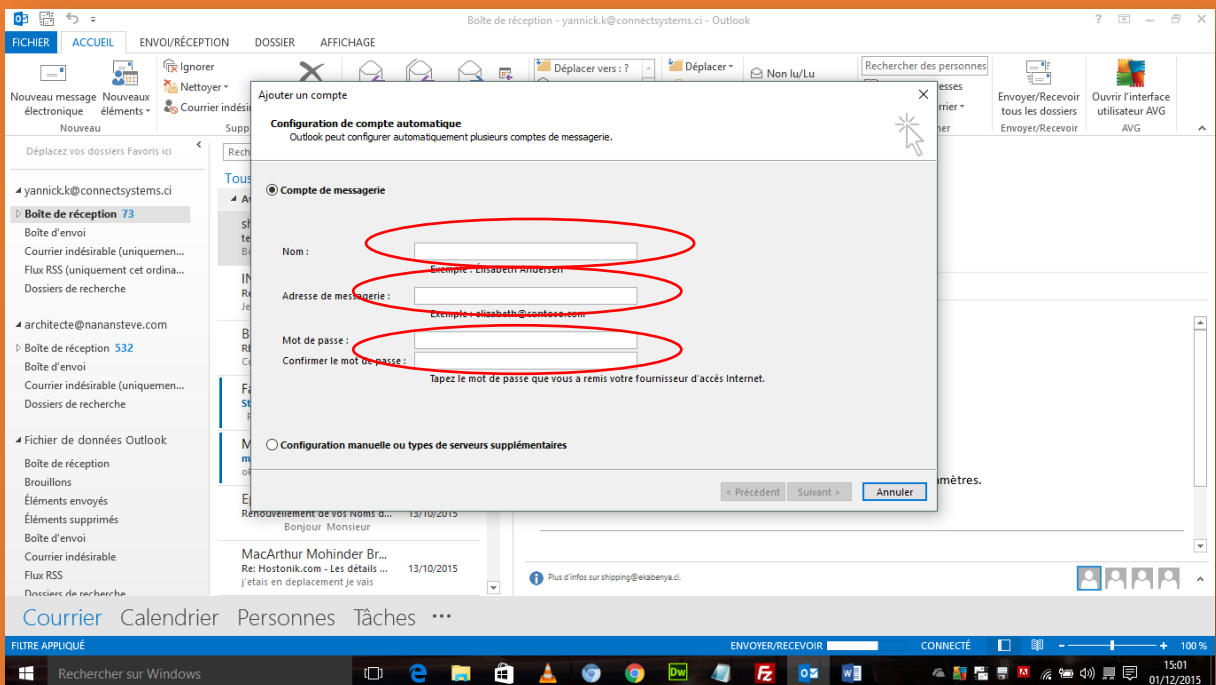 Boîte de réception - yannick.k@connectsystems.ci - Outlook
FICHIER ACCUEIL ENVOI/RÉCEPTION DOSSIER AFFICHAGE
Nouveau message électronique
Nouveaux éléments
Nouveau
Ignorer
Nettoyer
Courrier indési
Supp
Déplacer vers : ?
Déplacer
Non lu/Lu
Rechercher des personnes
esses
rrier
her
Envoyer/Recevoir
tous les dossiers
Envoyer/Recevoir
Ouvrir l'interface
utilisateur AVG
AVG
Déplacez vos dossiers Favoris ici
yannick.k@connectsystems.ci
Boîte de réception 73
Boîte d'envoi
Courrier indésirable (uniquemen...
Flux RSS (uniquement cet ordina...
Dossiers de recherche
architecte@nanansteve.com
Boîte de réception 532
Boîte d'envoi
Courrier indésirable (uniquemen...
Dossiers de recherche
Fichier de données Outlook
Boîte de réception
Brouillons
Éléments envoyés
Éléments supprimés
Boîte d'envoi
Courrier indésirable
Flux RSS
Dossiers de recherche
Rech
Tous
Ajouter un compte
Configuration de compte automatique
Outlook peut configurer automatiquement plusieurs comptes de messagerie.
Compte de messagerie
Nom :
Exemple : Élisabeth Andersen
Adresse de messagerie :
Exemple : elizabeth@contoso.com
Mot de passe :
Confirmer le mot de passe :
Tapez le mot de passe que vous a remis votre fournisseur d'accès Internet.
Configuration manuelle ou types de serveurs supplémentaires
< Précédent Suivant > Annuler
mètres.
Renouvellement de vos Noms d... 13/10/2015
Bonjour Monsieur
MacArthur Mohinder Br...
Re: Hostonik.com - Les détails ... 13/10/2015
j'etais en deplacement je vais
Plus d'infos sur shipping@ekabenya.ci.
Courrier Calendrier Personnes Tâches ...
FILTRE APPLIQUÉ ENVOYER/RECEVOIR CONNECTÉ 100 %
Rechercher sur Windows
15:01
01/12/2015